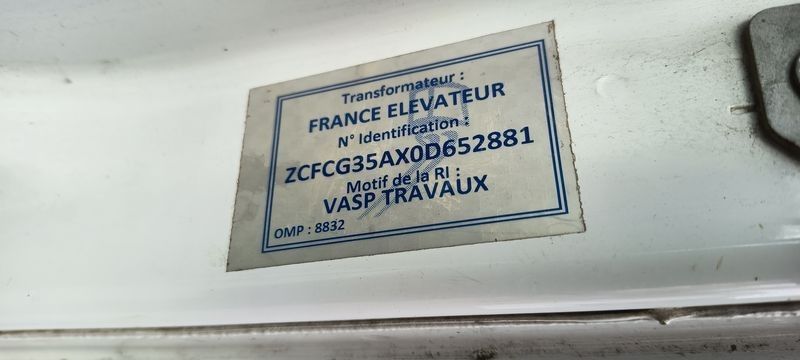 Transformateur :
FRANCE ELEVATEUR
N° Identification :
ZCFCG35AX0D652881
Motif de la RI :
VASP TRAVAUX
OMP : 8832